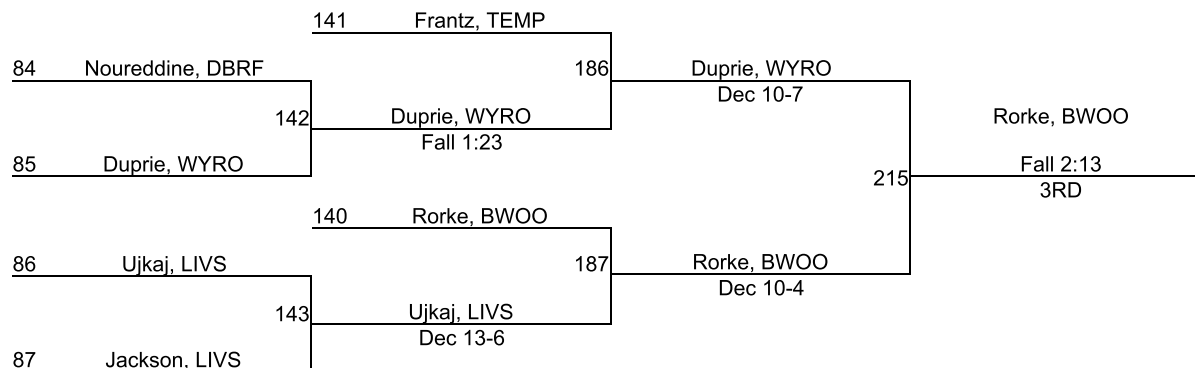 141 Frantz, TEMP
84 Noureddine, DBRF
186 Duprie, WYRO
Dec 10-7
142 Duprie, WYRO
Fall 1:23
Rorke, BWOO
85 Duprie, WYRO
Fall 2:13
215
3RD
140 Rorke, BWOO
86 Ujkaj, LIVS
187 Rorke, BWOO
Dec 10-4
143 Ujkaj, LIVS
Dec 13-6
87 Jackson, LIVS